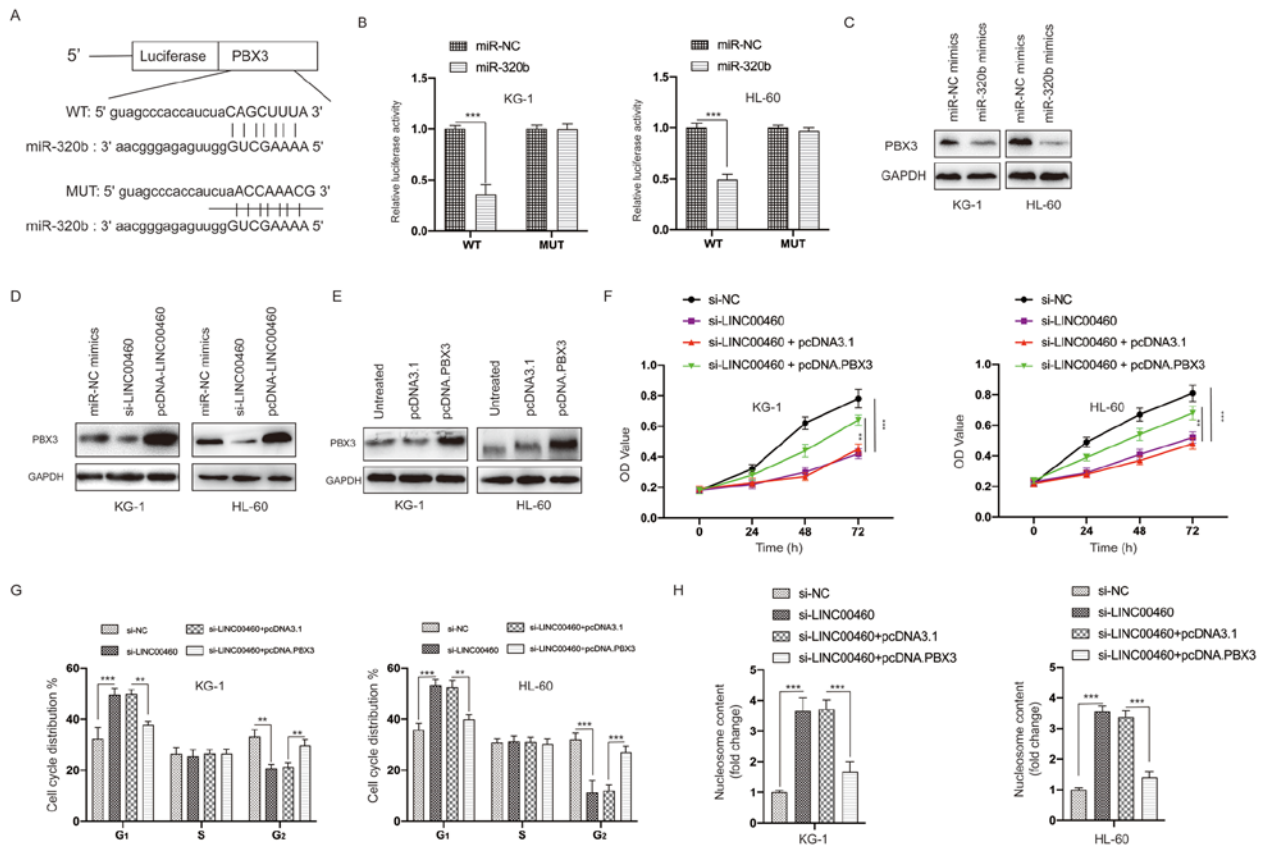 A
5'
Luciferase
PBX3
WT: 5' guagcccaccaucuaCAGCUUUA 3'
miR-320b : 3' aacgggagaguuggGUCGAAAA 5'
MUT: 5' guagcccaccaucuaACCAAACG 3'
miR-320b : 3' aacgggagaguuggGUCGAAAA 5'
B
miR-NC
miR-320b
KG-1
Relative luciferase activity
1.5
1.0
0.5
0.0
***
WT
MUT
miR-NC
miR-320b
HL-60
Relative luciferase activity
1.5
1.0
0.5
0.0
***
WT
MUT
C
miR-NC mimics
miR-320b mimics
miR-NC mimics
miR-320b mimics
PBX3
GAPDH
KG-1
HL-60
D
miR-NC mimics
si-LINC00460
pcDNA-LINC00460
miR-NC mimics
si-LINC00460
pcDNA-LINC00460
PBX3
GAPDH
KG-1
HL-60
E
Untreated
pcDNA3.1
pcDNA.PBX3
Untreated
pcDNA3.1
pcDNA.PBX3
PBX3
GAPDH
KG-1
HL-60
F
si-NC
si-LINC00460
si-LINC00460 + pcDNA3.1
si-LINC00460 + pcDNA.PBX3
KG-1
OD Value
1.0
0.8
0.6
0.4
0.2
0.0
**
***
0
24
48
72
Time (h)
si-NC
si-LINC00460
si-LINC00460 + pcDNA3.1
si-LINC00460 + pcDNA.PBX3
HL-60
OD Value
1.0
0.8
0.6
0.4
0.2
0.0
**
***
0
24
48
72
Time (h)
G
si-NC
si-LINC00460
si-LINC00460+pcDNA3.1
si-LINC00460+pcDNA.PBX3
KG-1
Cell cycle distribution %
60
40
20
0
***
**
**
**
G1
S
G2
si-NC
si-LINC00460
si-LINC00460+pcDNA3.1
si-LINC00460+pcDNA.PBX3
HL-60
Cell cycle distribution %
60
40
20
0
***
**
***
***
G1
S
G2
H
si-NC
si-LINC00460
si-LINC00460+pcDNA3.1
si-LINC00460+pcDNA.PBX3
Nucleosome content
(fold change)
5
4
3
2
1
0
***
***
KG-1
si-NC
si-LINC00460
si-LINC00460+pcDNA3.1
si-LINC00460+pcDNA.PBX3
Nucleosome content
(fold change)
5
4
3
2
1
0
***
***
HL-60